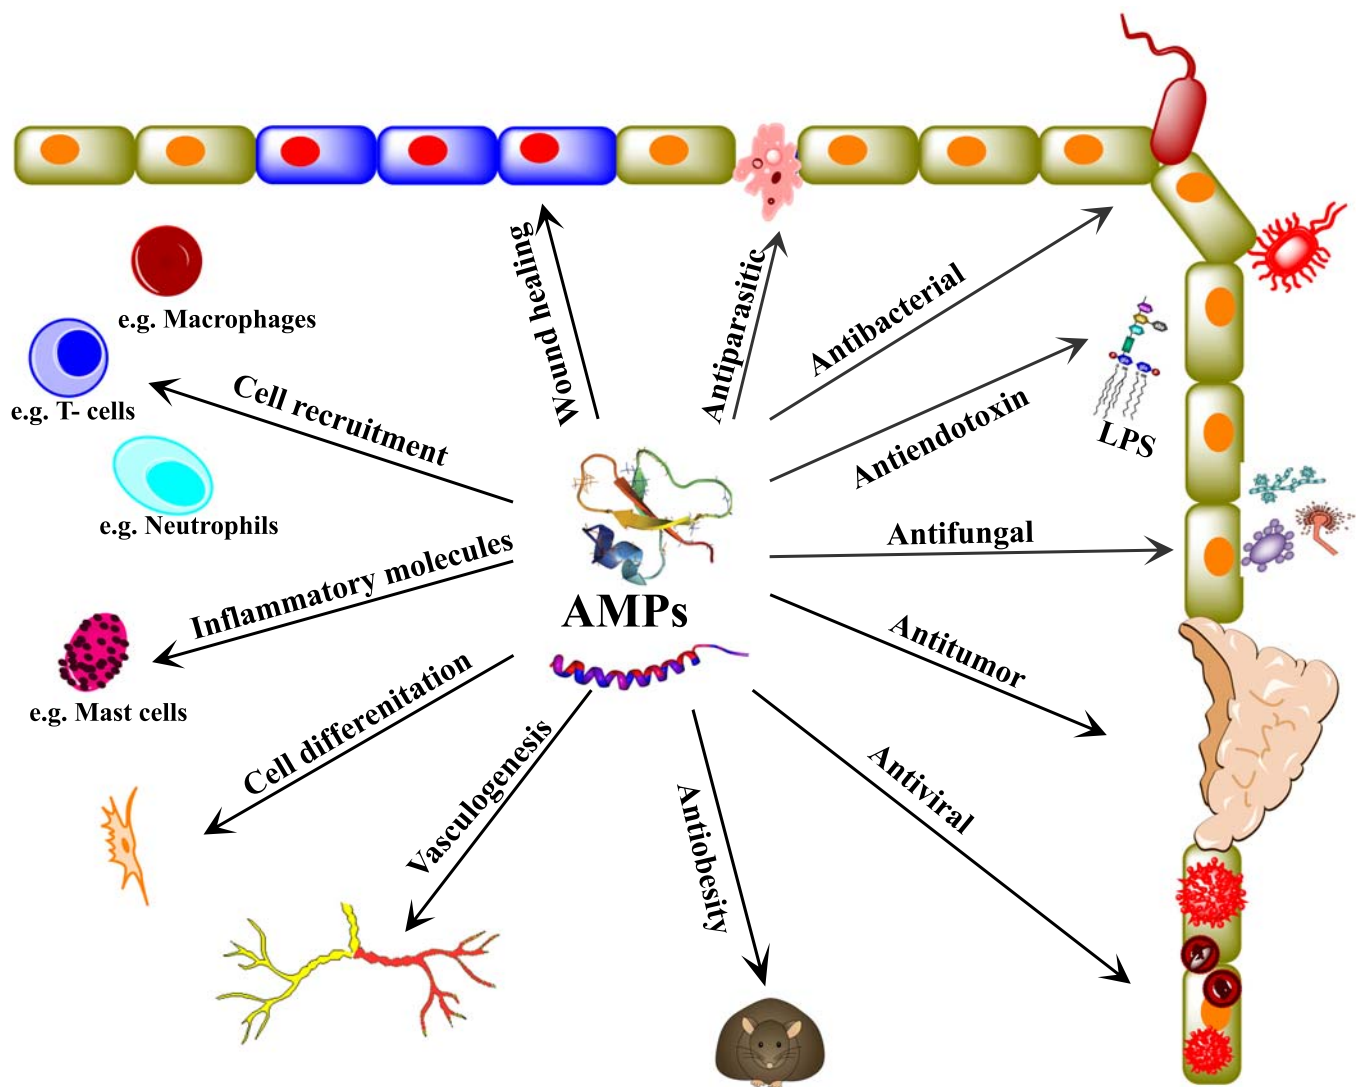 Wound healing
Antiparasitic
Antibacterial
e.g. Macrophages
Cell recruitment
e.g. T- cells
Antiendotoxin
LPS
e.g. Neutrophils
Antifungal
Inflammatory molecules
AMPs
Antitumor
e.g. Mast cells
Cell differenitation
Vasculogenesis
Antiobesity
Antiviral